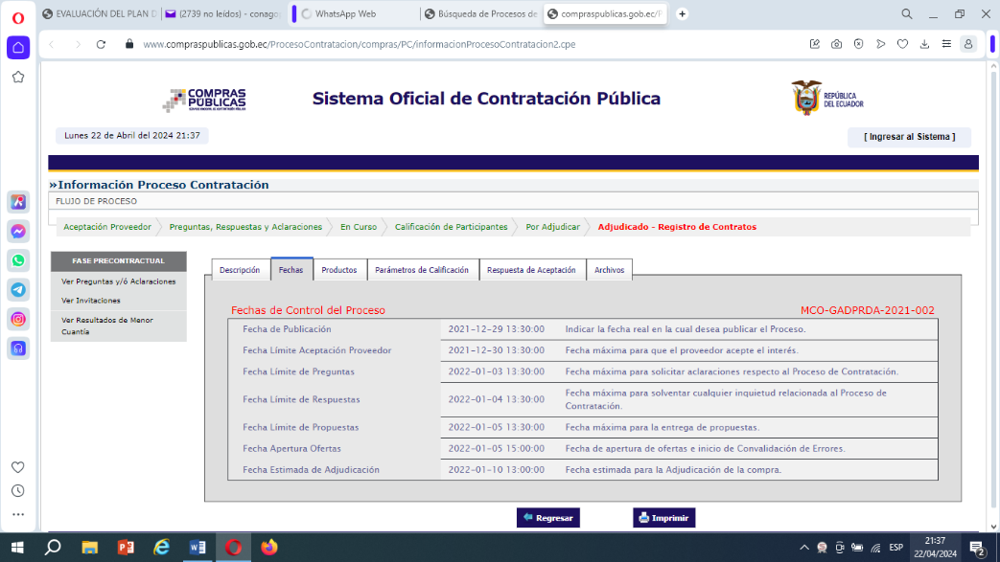 EVALUACIÓN DEL PLAN D
(2739 no leídos) - conago
WhatsApp Web
Búsqueda de Procesos de
compraspublicas.gob.ec/P
www.compraspublicas.gob.ec/ProcesoContratacion/compras/PC/informacionProcesoContratacion2.cpe
COMPRAS
PÚBLICAS
Sistema Oficial de Contratación Pública
REPÚBLICA
DEL ECUADOR
Lunes 22 de Abril del 2024 21:37
[ Ingresar al Sistema ]
»Información Proceso Contratación
FLUJO DE PROCESO
Aceptación Proveedor
Preguntas, Respuestas y Aclaraciones
En Curso
Calificación de Participantes
Por Adjudicar
Adjudicado - Registro de Contratos
FASE PRECONTRACTUAL
Ver Preguntas y/ó Aclaraciones
Ver Invitaciones
Ver Resultados de Menor
Cuantía
Descripción
Fechas
Productos
Parámetros de Calificación
Respuesta de Aceptación
Archivos
Fechas de Control del Proceso
MCO-GADPRDA-2021-002
Fecha de Publicación 2021-12-29 13:30:00 Indicar la fecha real en la cual desea publicar el Proceso.
Fecha Límite Aceptación Proveedor 2021-12-30 13:30:00 Fecha máxima para que el proveedor acepte el interés.
Fecha Límite de Preguntas 2022-01-03 13:30:00 Fecha máxima para solicitar aclaraciones respecto al Proceso de Contratación.
Fecha Límite de Respuestas 2022-01-04 13:30:00 Fecha máxima para solventar cualquier inquietud relacionada al Proceso de
Contratación.
Fecha Límite de Propuestas 2022-01-05 13:30:00 Fecha máxima para la entrega de propuestas.
Fecha Apertura Ofertas 2022-01-05 15:00:00 Fecha de apertura de ofertas e inicio de Convalidación de Errores.
Fecha Estimada de Adjudicación 2022-01-10 13:00:00 Fecha estimada para la Adjudicación de la compra.
Regresar
Imprimir
ESP
21:37
22/04/2024
2